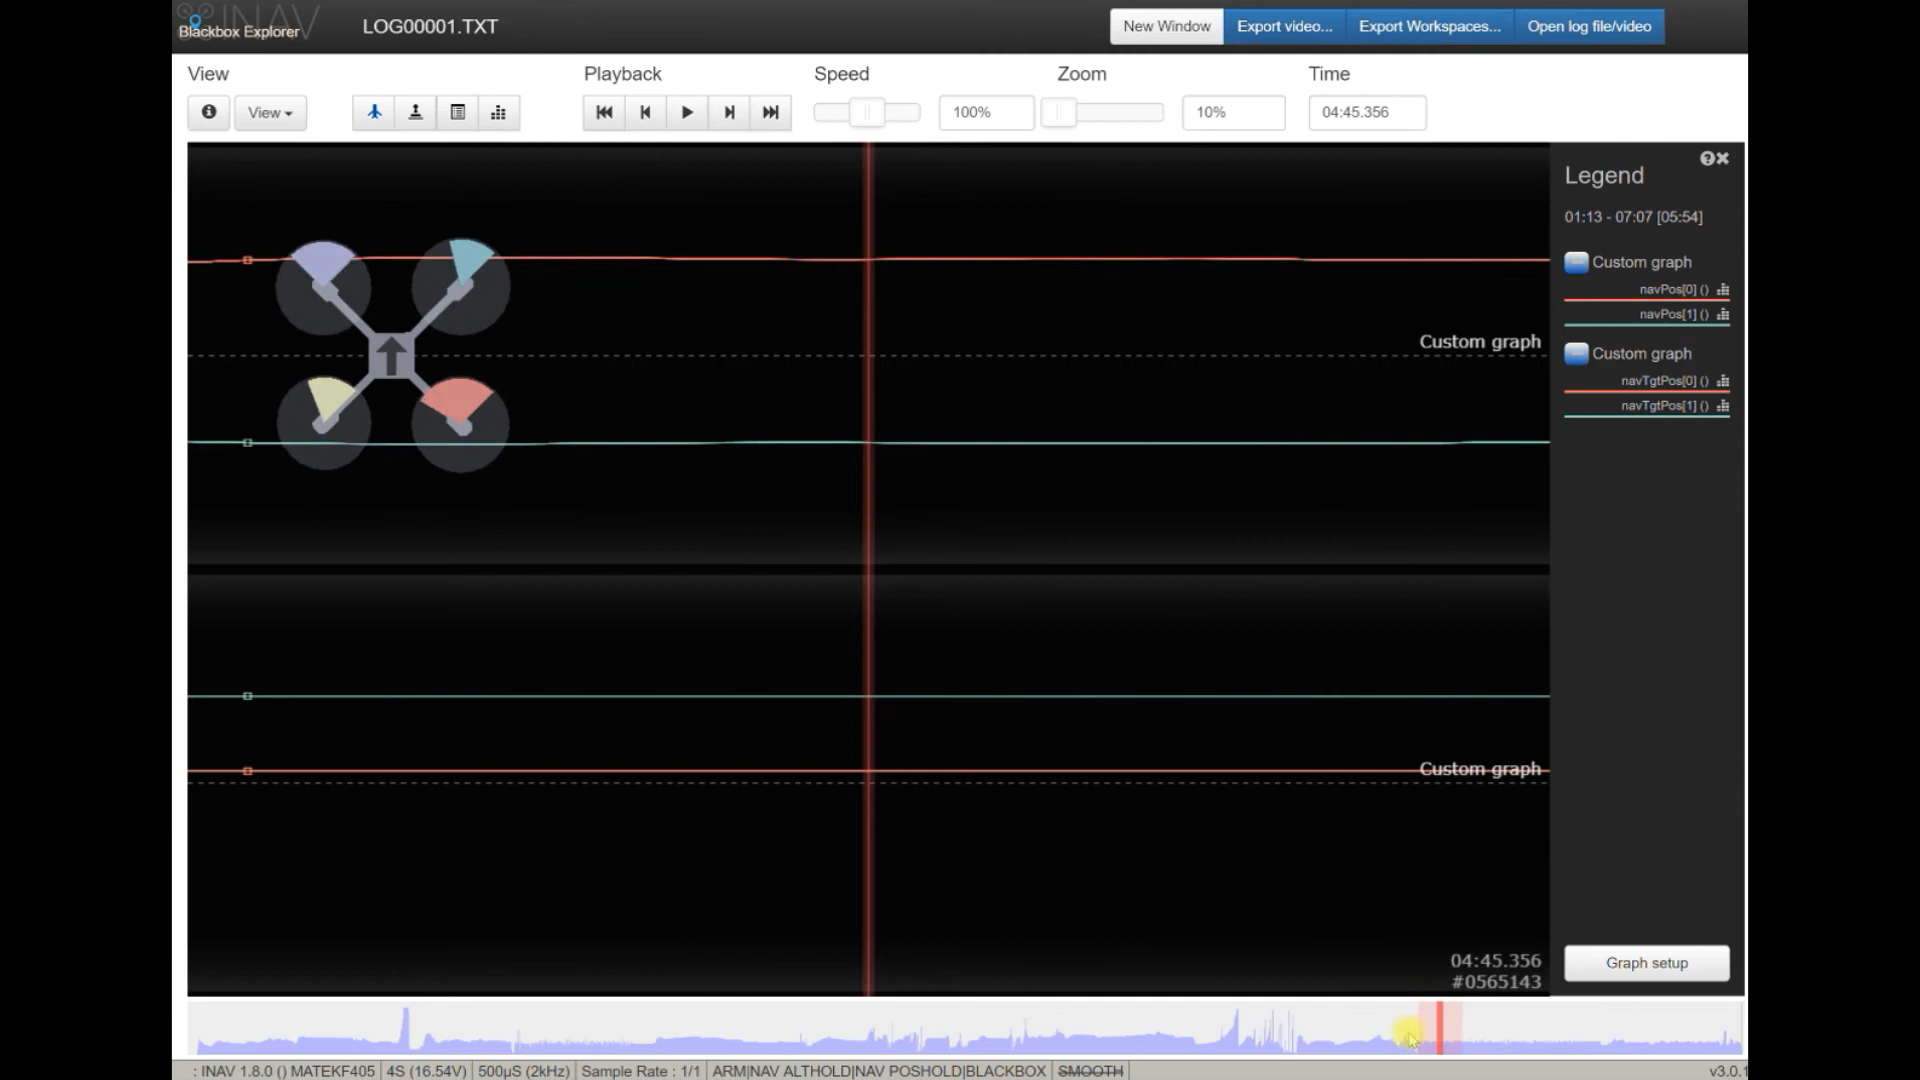 INAV
Blackbox Explorer
LOG00001.TXT
New Window
Export video...
Export Workspaces...
Open log file/video
View
Playback
Speed
Zoom
Time
View
100%
10%
04:45.356
Legend
01:13 - 07:07 [05:54]
Custom graph
navPos[0] ()
navPos[1] ()
Custom graph
navTgtPos[0] ()
navTgtPos[1] ()
Custom graph
Custom graph
04:45.356
#0565143
Graph setup
: INAV 1.8.0 () MATEKF405
4S (16.54V)
500µS (2kHz)
Sample Rate : 1/1
ARM|NAV ALTHOLD|NAV POSHOLD|BLACKBOX
SMOOTH
v3.0.1